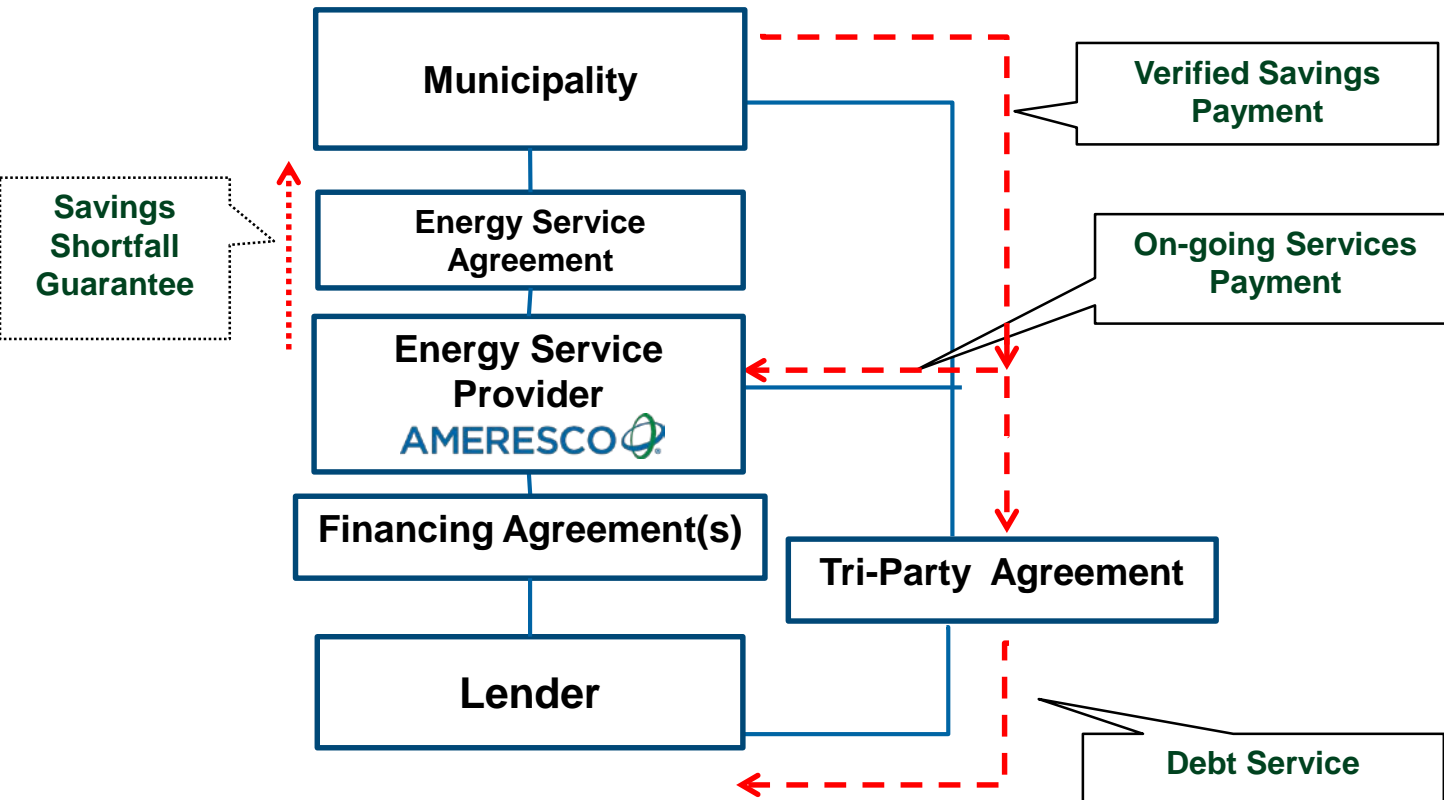 Municipality
Verified Savings
Payment
Savings
Shortfall
Guarantee
Energy Service
Agreement
On-going Services
Payment
Energy Service
Provider
AMERESCO
Financing Agreement(s)
Tri-Party Agreement
Lender
Debt Service